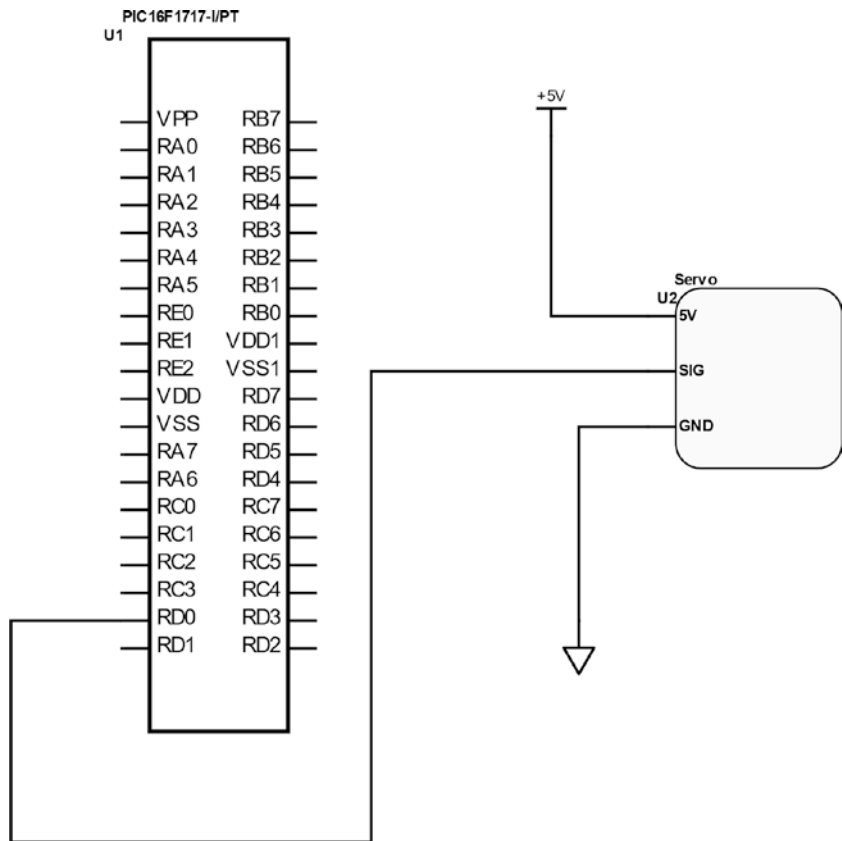 PIC16F1717-I/PT
U1
VPP RB7
RA0 RB6
RA1 RB5
RA2 RB4
RA3 RB3
RA4 RB2
RA5 RB1
RE0 RB0
RE1 VDD1
RE2 VSS1
VDD RD7
VSS RD6
RA7 RD5
RA6 RD4
RC0 RC7
RC1 RC6
RC2 RC5
RC3 RC4
RD0 RD3
RD1 RD2
+5V
Servo
U2
5V
SIG
GND